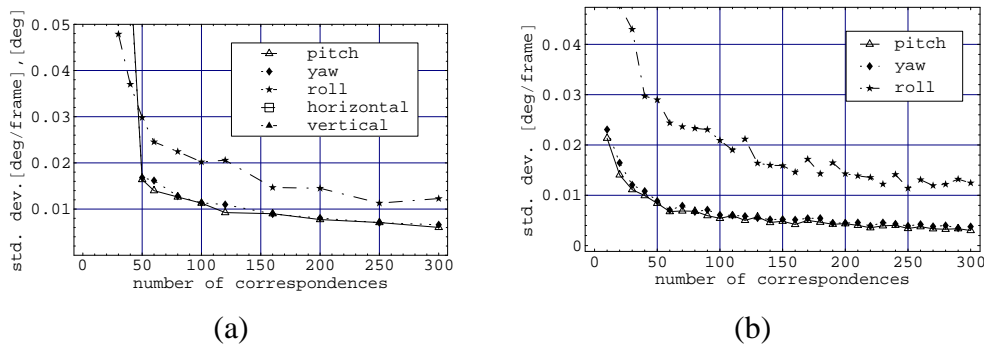 std. dev.[deg/frame],[deg]
0.05
0.04
0.03
0.02
0.01
pitch
yaw
roll
horizontal
vertical
0 50 100 150 200 250 300
number of correspondences
(a)
std. dev. [deg/frame]
0.04
0.03
0.02
0.01
0
pitch
yaw
roll
0 50 100 150 200 250 300
number of correspondences
(b)